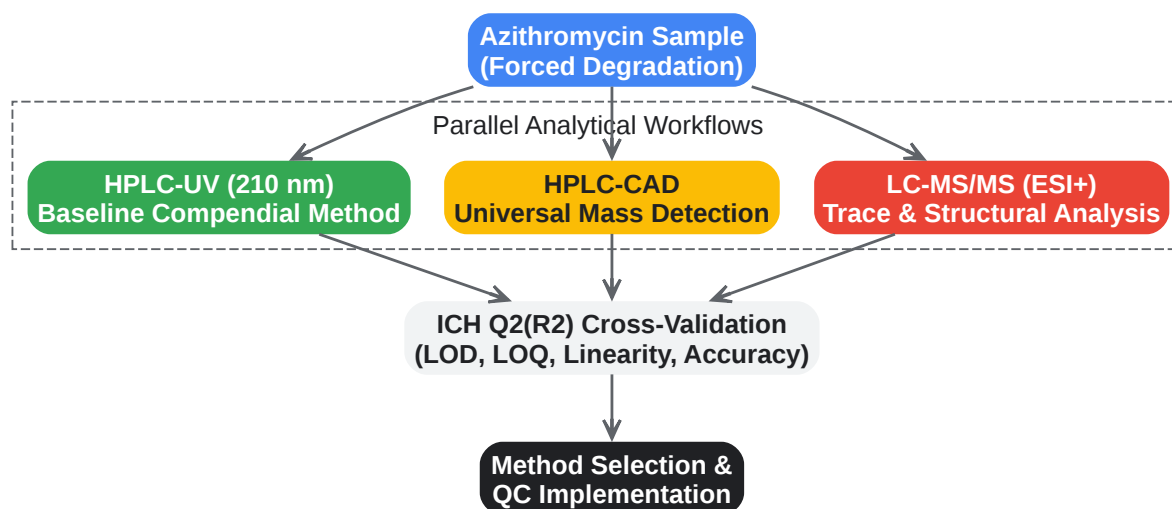 Azithromycin Sample
(Forced Degradation)
Parallel Analytical Workflows
HPLC-UV (210 nm)
Baseline Compendial Method
HPLC-CAD
Universal Mass Detection
LC-MS/MS (ESI+)
Trace & Structural Analysis
ICH Q2(R2) Cross-Validation
(LOD, LOQ, Linearity, Accuracy)
Method Selection &
QC Implementation